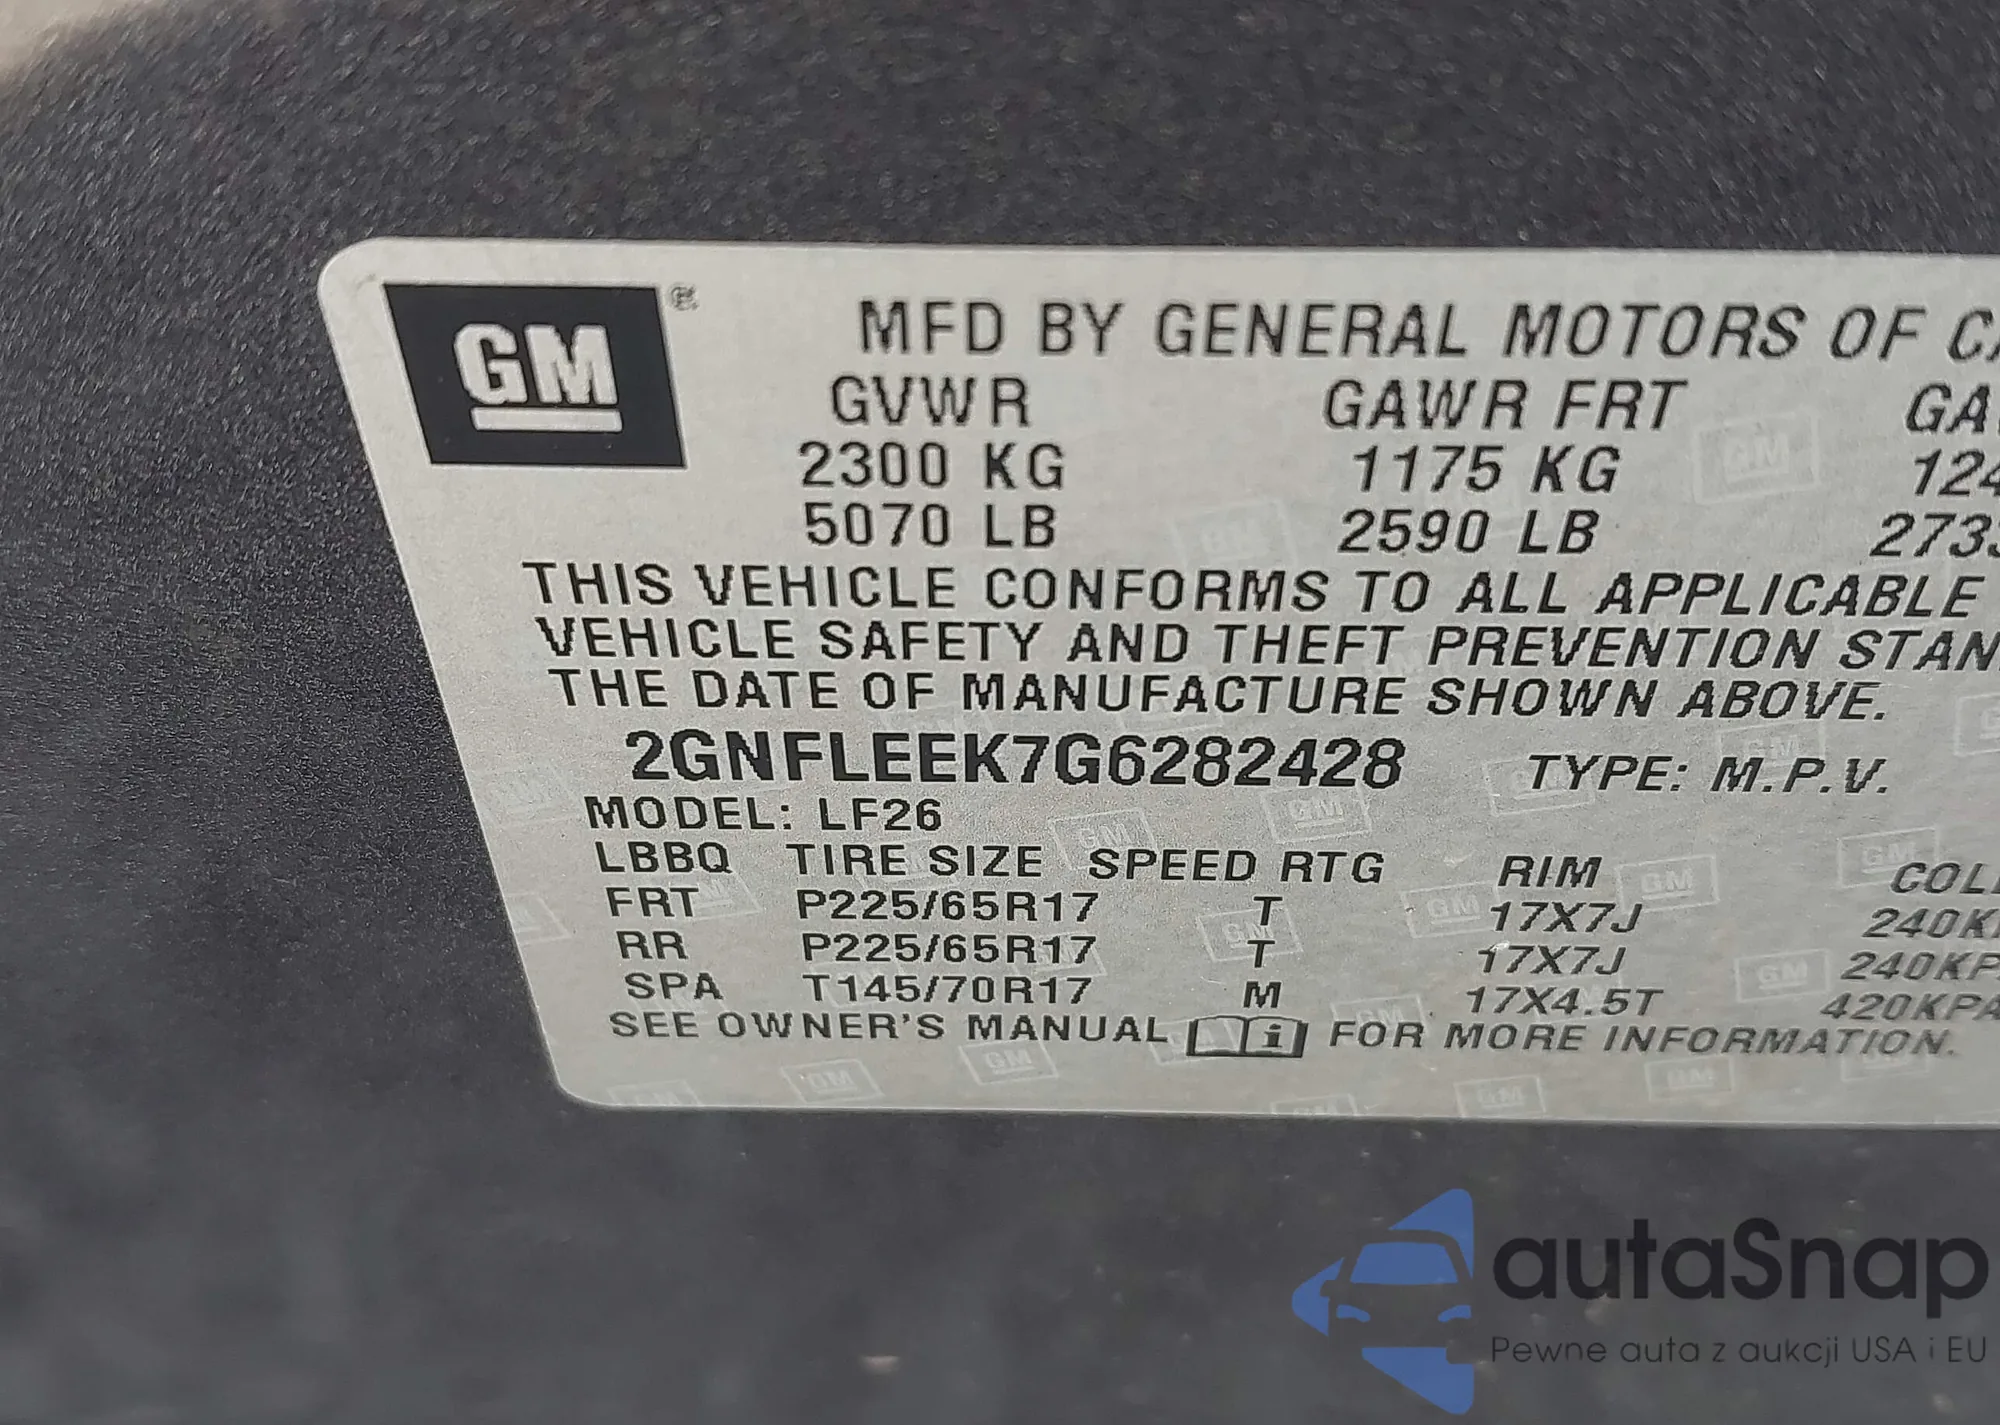 GM ®
MFD BY GENERAL MOTORS OF
GVWR GAWR FRT
2300 KG 1175 KG
5070 LB 2590 LB
THIS VEHICLE CONFORMS TO ALL APPLICABLE
VEHICLE SAFETY AND THEFT PREVENTION
THE DATE OF MANUFACTURE SHOWN ABOVE.
2GNFLEEK7G6282428 TYPE: M.P.V.
MODEL: LF26
LBBQ TIRE SIZE SPEED RTG RIM
FRT P225/65R17 T 17X7J
RR P225/65R17 T 17X7J
SPA T145/70R17 M 17X4.5T 420KPA
SEE OWNER'S MANUAL i FOR MORE INFORMATION.
autaSnap
Pewne auta z aukcji USA i EU